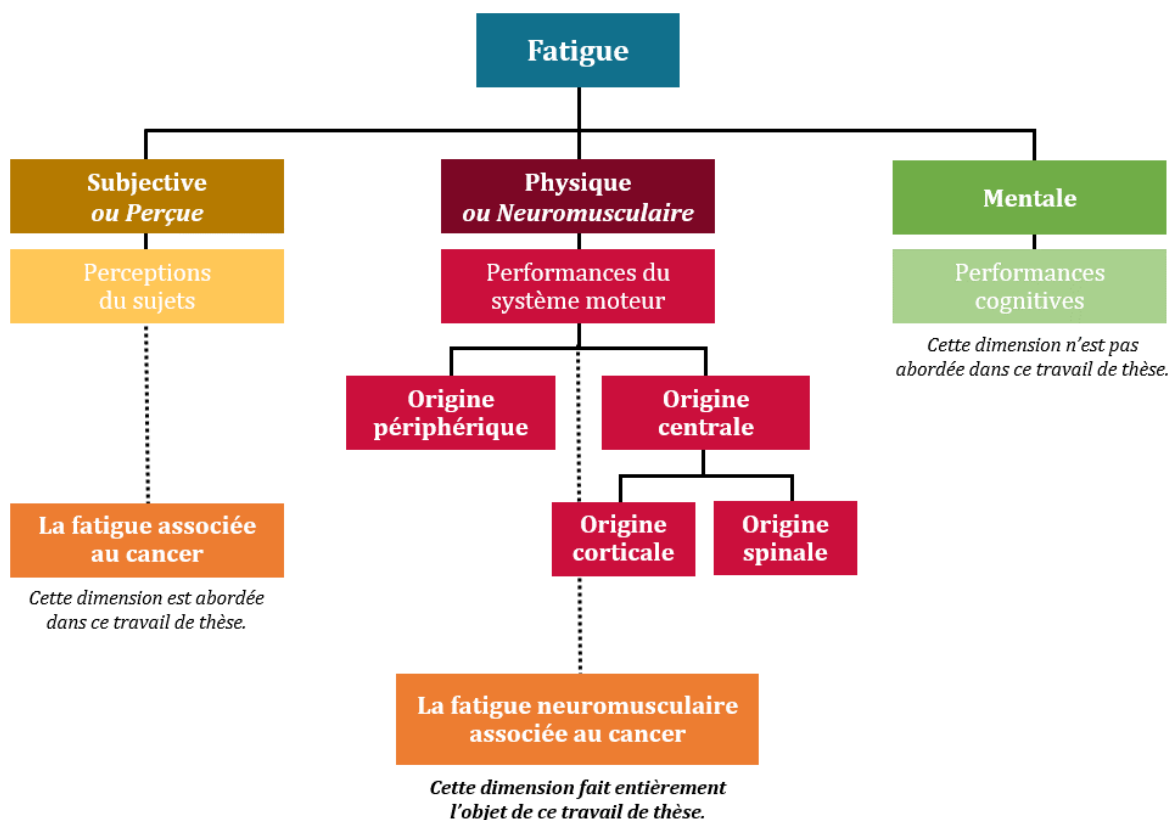 Fatigue
Subjective
ou Perçue
Physique
ou Neuromusculaire
Mentale
Perceptions
du sujets
Performances du
système moteur
Performances
cognitives
Cette dimension n’est pas
abordée dans ce travail de thèse.
Origine
périphérique
Origine
centrale
La fatigue associée
au cancer
Origine
corticale
Origine
spinale
Cette dimension est abordée
dans ce travail de thèse.
La fatigue neuromusculaire
associée au cancer
Cette dimension fait entièrement
l’objet de ce travail de thèse.